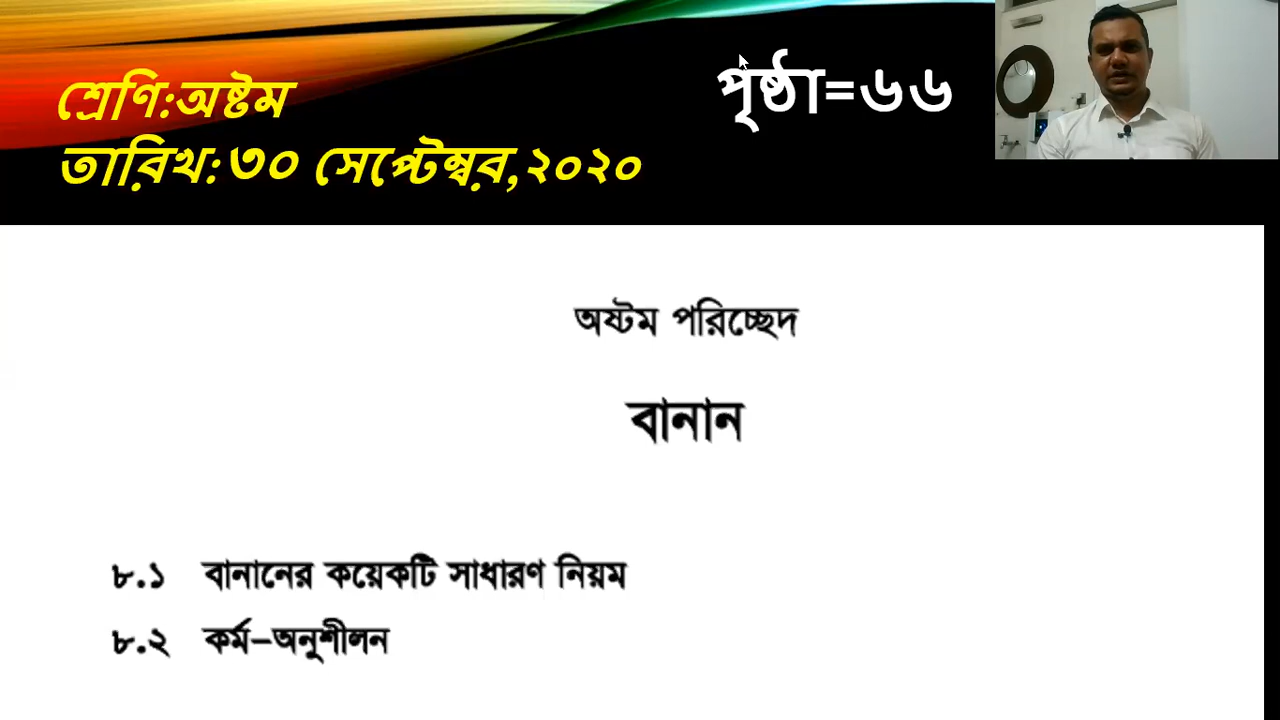 শ্রেণি:অষ্টম
তারিখ:৩০ সেপ্টেম্বর,২০২০
পৃষ্ঠা=৬৬
অষ্টম পরিচ্ছেদ
বানান
৮.১ বানানের কয়েকটি সাধারণ নিয়ম
৮.২ কর্ম–অনুশীলন